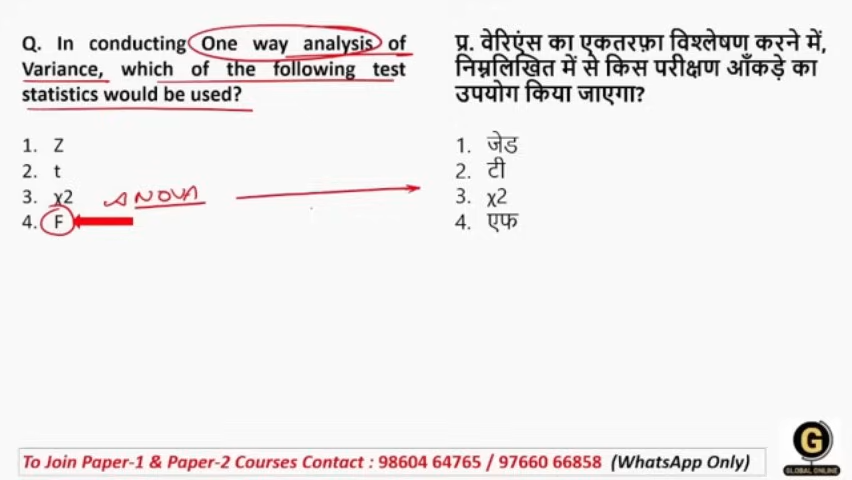 Q. In conducting One way analysis of
Variance, which of the following test
statistics would be used?
1. Z
2. t
3. χ2
ANOVA
4. F
प्र. वेरिएंस का एकतरफ़ा विश्लेषण करने में,
निम्नलिखित में से किस परीक्षण आँकड़े का
उपयोग किया जाएगा?
1. जेड
2. टी
3. χ2
4. एफ
G
GLOBAL ONLINE
To Join Paper-1 & Paper-2 Courses Contact : 98604 64765 / 97660 66858 (WhatsApp Only)